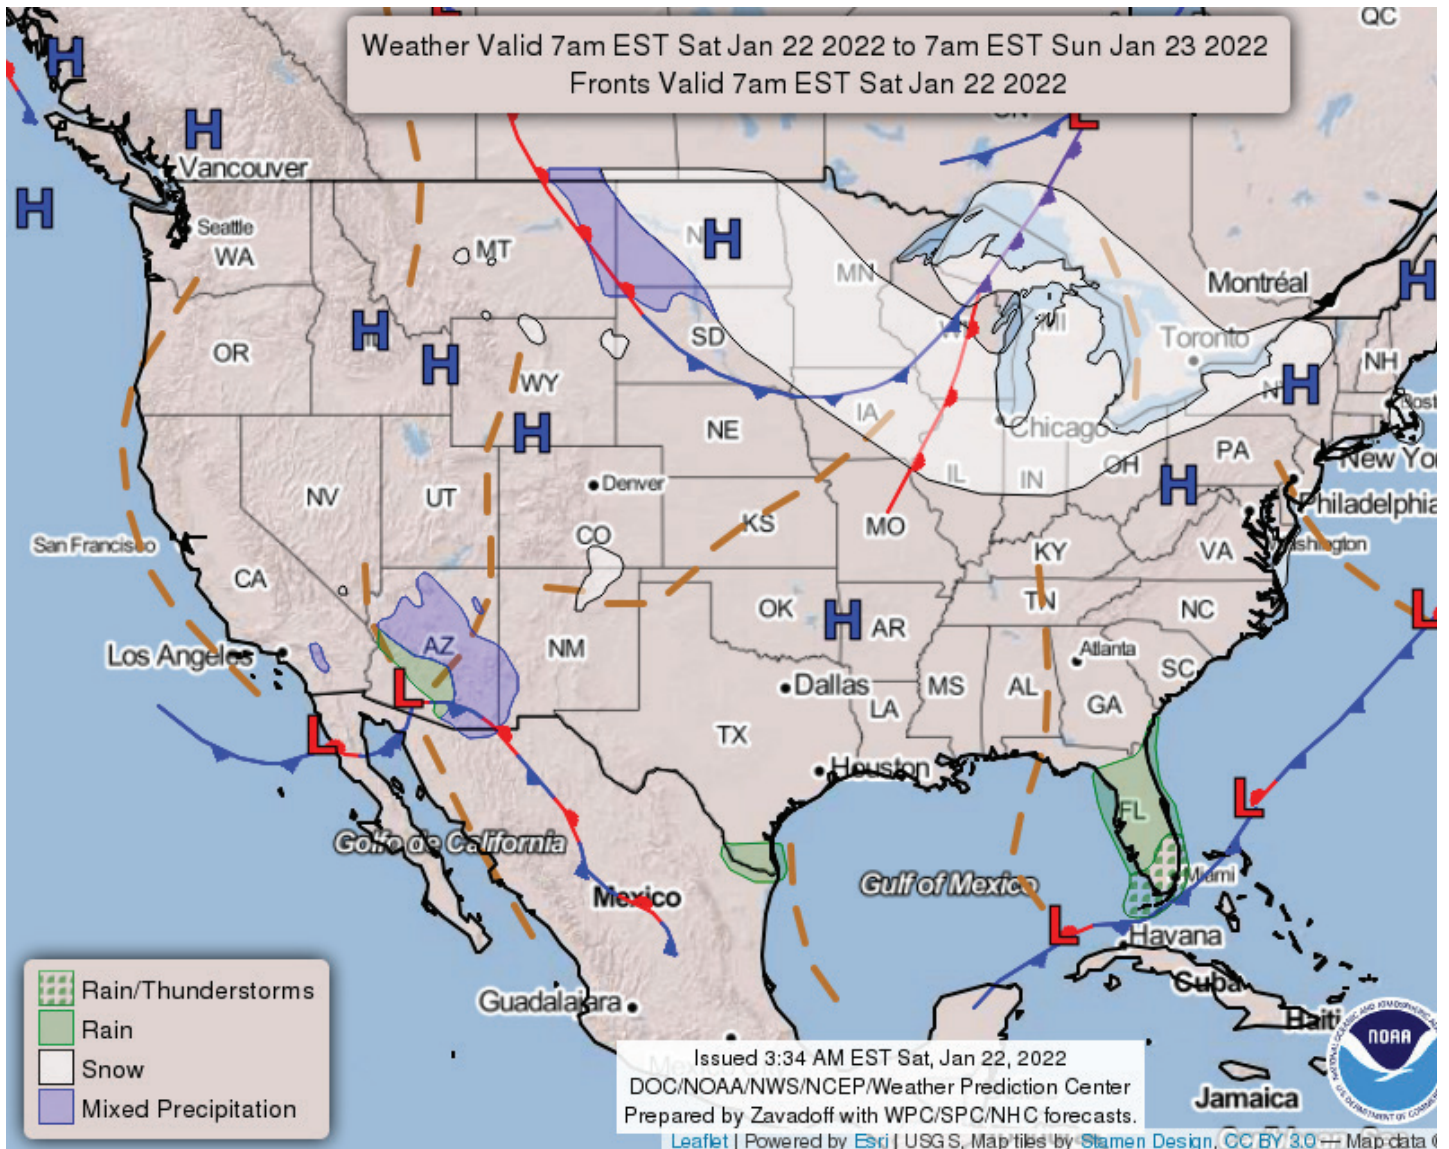 QC
Weather Valid 7am EST Sat Jan 22 2022 to 7am EST Sun Jan 23 2022
Fronts Valid 7am EST Sat Jan 22 2022
L
H
H
L
Vancouver
H
Seattle
WA
MT
H
MN
Montréal
H
OR
H
H
WY
SD
MI
Toronto
NH
H
NE
IA
Chicago
H
PA
New Yo
NV
UT
Denver
IL
IN
OH
H
Philadelphia
San Francisco
CO
KS
MO
KY
VA
Washington
CA
OK
H
AR
TN
NC
L
Los Angeles
AZ
NM
Atlanta
SC
L
Dallas
LA
MS
AL
GA
L
TX
Houston
FL
L
Golfo de California
Gulf of Mexico
Miami
Mexico
L
Havana
Cuba
Guadalajara
Haiti
Rain/Thunderstorms
Rain
Snow
Mixed Precipitation
NOAA
Mexico City
Issued 3:34 AM EST Sat, Jan 22, 2022
DOC/NOAA/NWS/NCEP/Weather Prediction Center
Prepared by Zavadoff with WPC/SPC/NHC forecasts.
Jamaica
Leaflet | Powered by Esri | USGS, Map tiles by Stamen Design, CC BY 3.0 — Map data ©